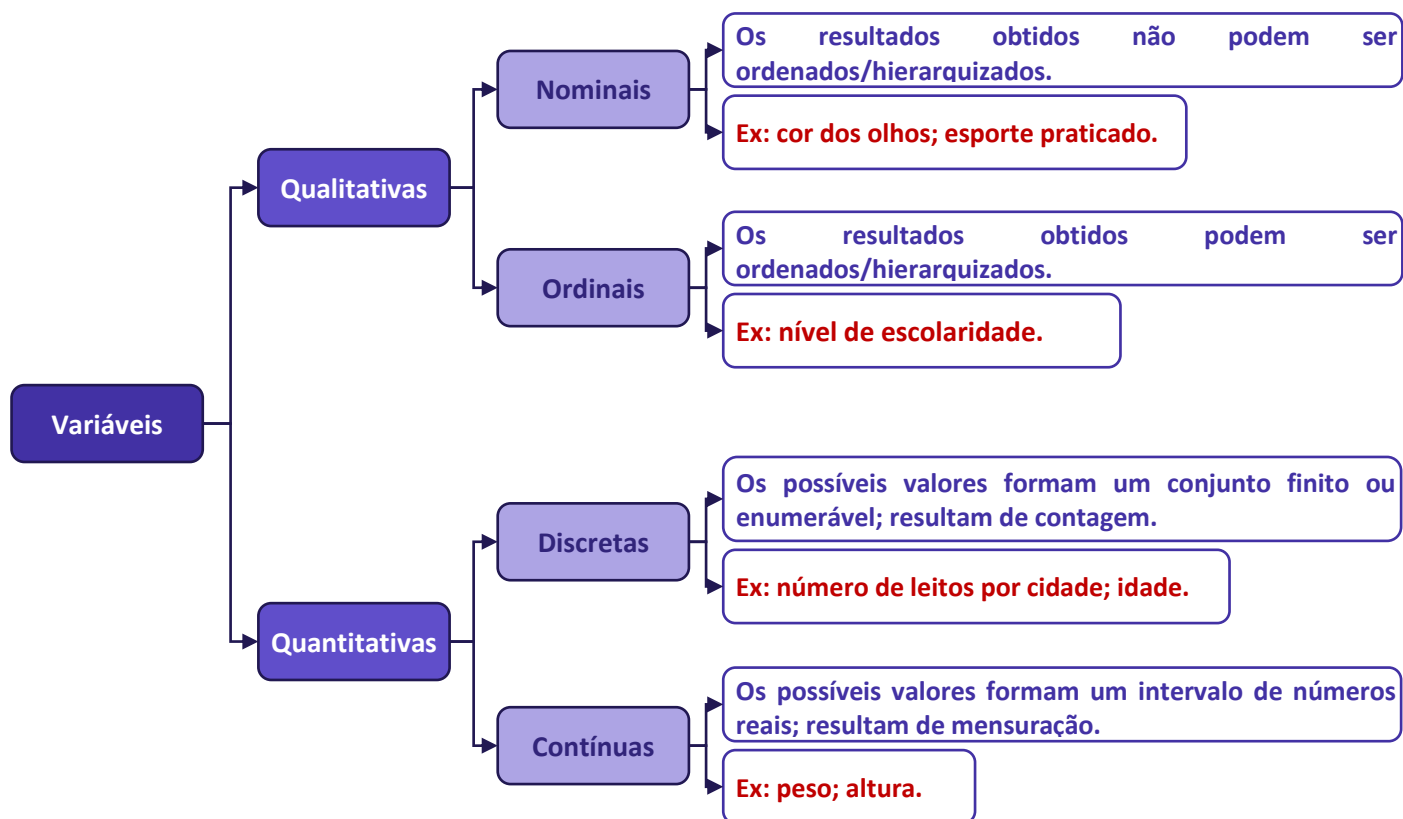 Variáveis
Qualitativas
Nominais
Os resultados obtidos não podem ser
ordenados/hierarquizados.
Ex: cor dos olhos; esporte praticado.
Ordinais
Os resultados obtidos podem ser
ordenados/hierarquizados.
Ex: nível de escolaridade.
Quantitativas
Discretas
Os possíveis valores formam um conjunto finito ou
enumerável; resultam de contagem.
Ex: número de leitos por cidade; idade.
Contínuas
Os possíveis valores formam um intervalo de números
reais; resultam de mensuração.
Ex: peso; altura.